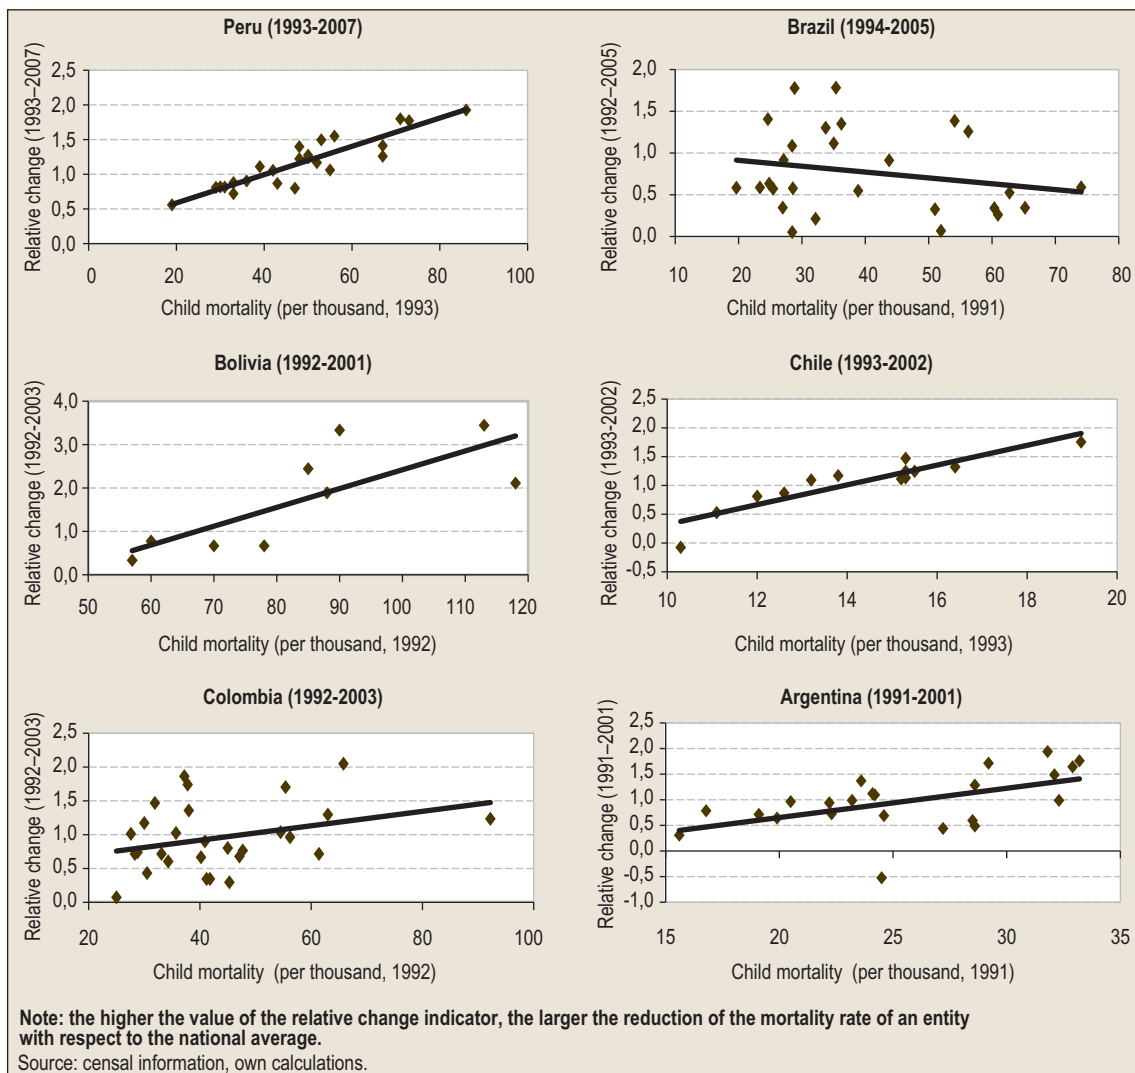 Peru (1993-2007)
Relative change (1993–2007)
2,5
2,0
1,5
1,0
0,5
0,0
0 20 40 60 80 100
Child mortality (per thousand, 1993)
Brazil (1994-2005)
Relative change (1992–2005)
2,0
1,5
1,0
0,5
0,0
10 20 30 40 50 60 70 80
Child mortality (per thousand, 1991)
Bolivia (1992-2001)
Relative change (1992-2003)
4,0
3,0
2,0
1,0
0,0
50 60 70 80 90 100 110 120
Child mortality (per thousand, 1992)
Chile (1993-2002)
Relative change (1993-2002)
2,5
2,0
1,5
1,0
0,5
0,0
-0,5
10 12 14 16 18 20
Child mortality (per thousand, 1993)
Colombia (1992-2003)
Relative change (1992–2003)
2,5
2,0
1,5
1,0
0,5
0,0
20 40 60 80 100
Child mortality (per thousand, 1992)
Argentina (1991-2001)
Relative change (1991–2001)
2,5
2,0
1,5
1,0
0,5
0,0
-0,5
-1,0
15 20 25 30 35
Child mortality (per thousand, 1991)
Note: the higher the value of the relative change indicator, the larger the reduction of the mortality rate of an entity
with respect to the national average.
Source: censal information, own calculations.